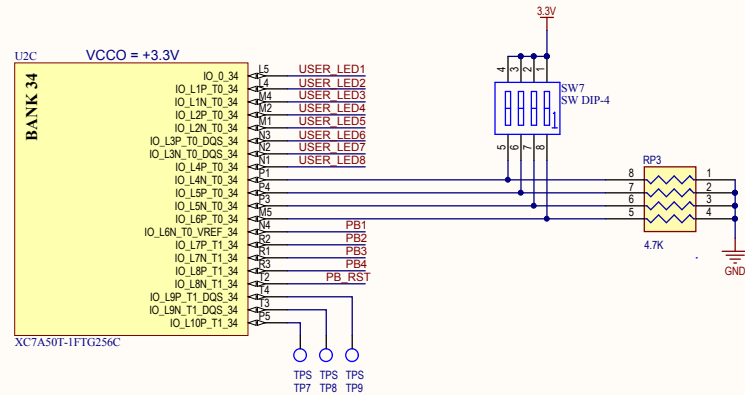 3.3V
U2C
VCCO = +3.3V
BANK 34
IO_0_34 L5 USER_LED1
IO_L1P_T0_34 L4 USER_LED2
IO_L1N_T0_34 M4 USER_LED3
IO_L2P_T0_34 M2 USER_LED4
IO_L2N_T0_34 M1 USER_LED5
IO_L3P_T0_DQS_34 N3 USER_LED6
IO_L3N_T0_DQS_34 N2 USER_LED7
IO_L4P_T0_34 N1 USER_LED8
IO_L4N_T0_34 P1
IO_L5P_T0_34 P4
IO_L5N_T0_34 P3
IO_L6P_T0_34 M5
IO_L6N_T0_VREF_34 N4 PB1
IO_L7P_T1_34 R2 PB2
IO_L7N_T1_34 R1 PB3
IO_L8P_T1_34 R3 PB4
IO_L8N_T1_34 T2 PB_RST
IO_L9P_T1_DQS_34 T4
IO_L9N_T1_DQS_34 T3
IO_L10P_T1_34 P5
XC7A50T-1FTG256C
4 3 2 1
SW7
SW DIP-4
1
5 6 7 8
RP3
8 1
7 2
6 3
5 4
4.7K
GND
TPS TPS TPS
TP7 TP8 TP9